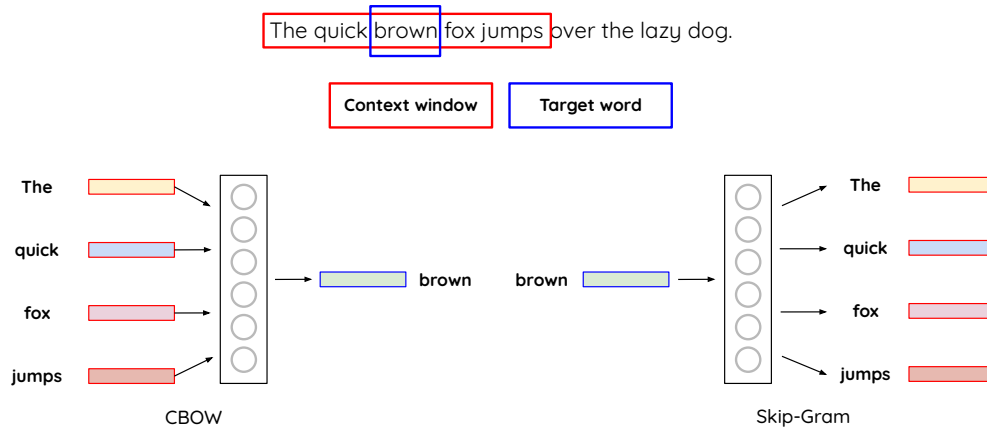 The quick brown fox jumps over the lazy dog.
Context window
Target word
The
quick
fox
jumps
brown
brown
The
quick
fox
jumps
CBOW
Skip-Gram